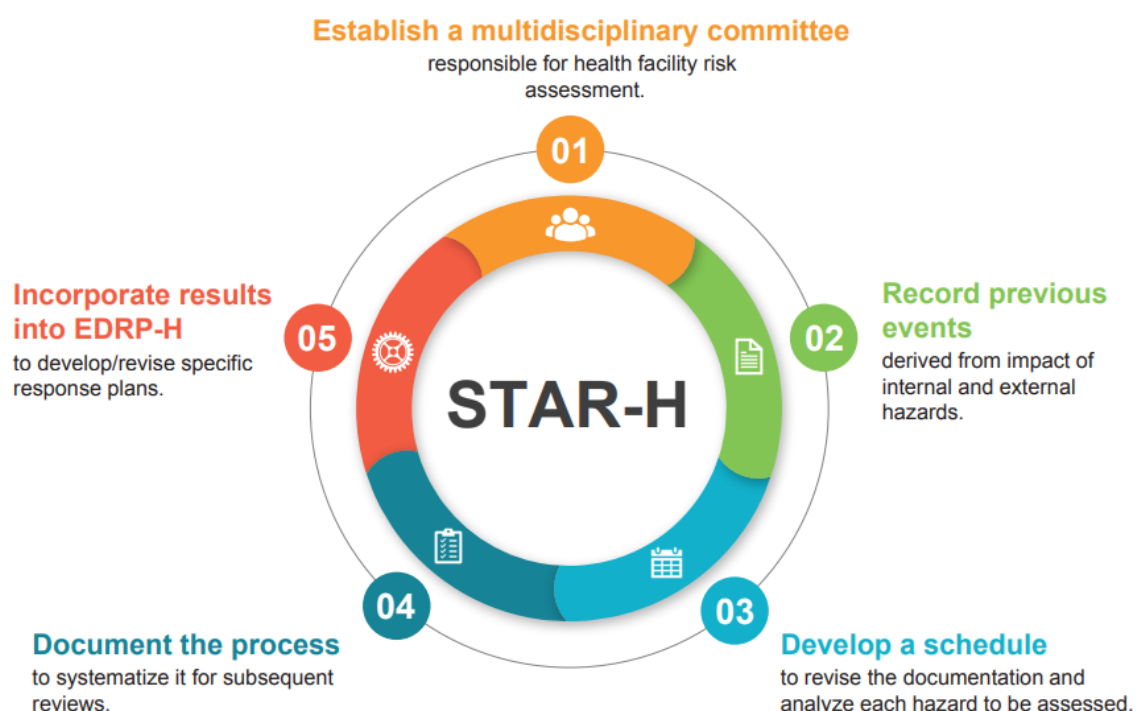 Establish a multidisciplinary committee
responsible for health facility risk
assessment.
01
Record previous
events
derived from impact of
internal and external
hazards.
02
Develop a schedule
to revise the documentation and
analyze each hazard to be assessed.
03
Document the process
to systematize it for subsequent
reviews.
04
Incorporate results
into EDRP-H
to develop/revise specific
response plans.
05
STAR-H